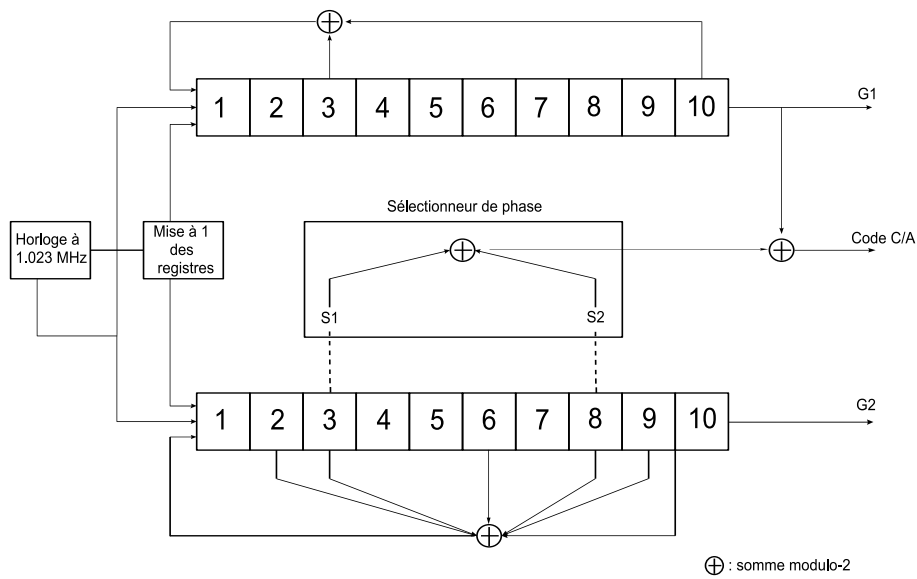 1 2 3 4 5 6 7 8 9 10
G1
Sélectionneur de phase
Horloge à
1.023 MHz
Mise à 1
des
registres
Code C/A
S1
S2
1 2 3 4 5 6 7 8 9 10
G2
: somme modulo-2